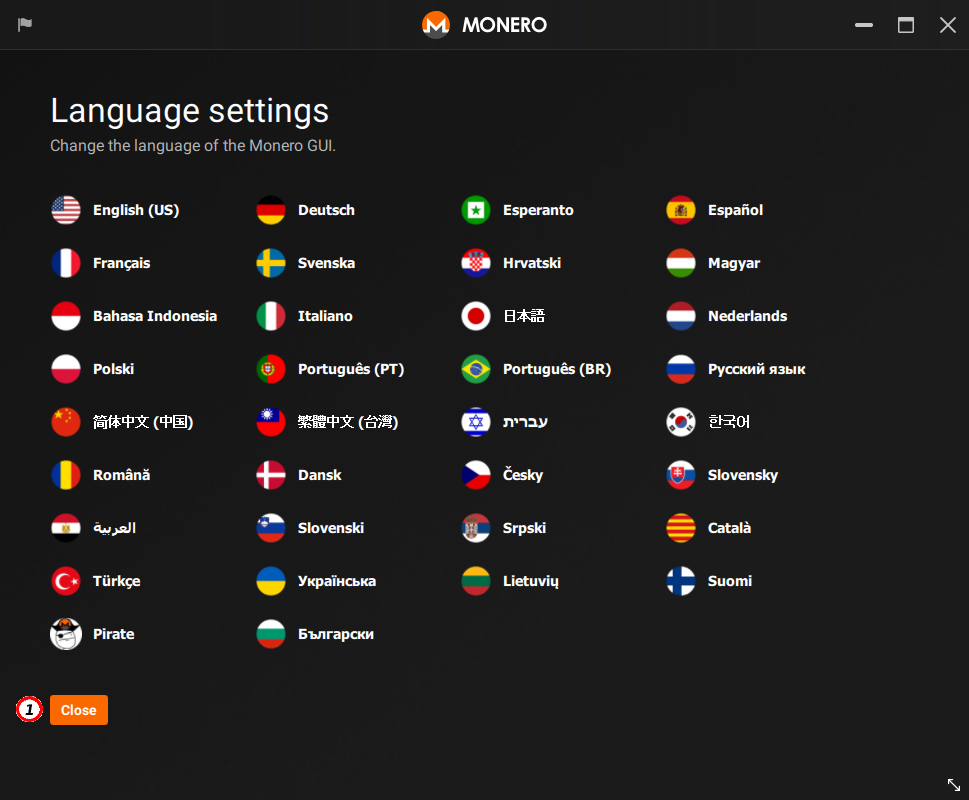 MONERO
Language settings
Change the language of the Monero GUI.
English (US) Deutsch Esperanto Español
Français Svenska Hrvatski Magyar
Bahasa Indonesia Italiano 日本語 Nederlands
Polski Português (PT) Português (BR) Русский язык
简体中文 (中国) 繁體中文 (台灣) עברית 한국어
Română Dansk Česky Slovensky
العربية Slovenski Srpski Català
Türkçe Українська Lietuvių Suomi
Pirate Български
1 Close